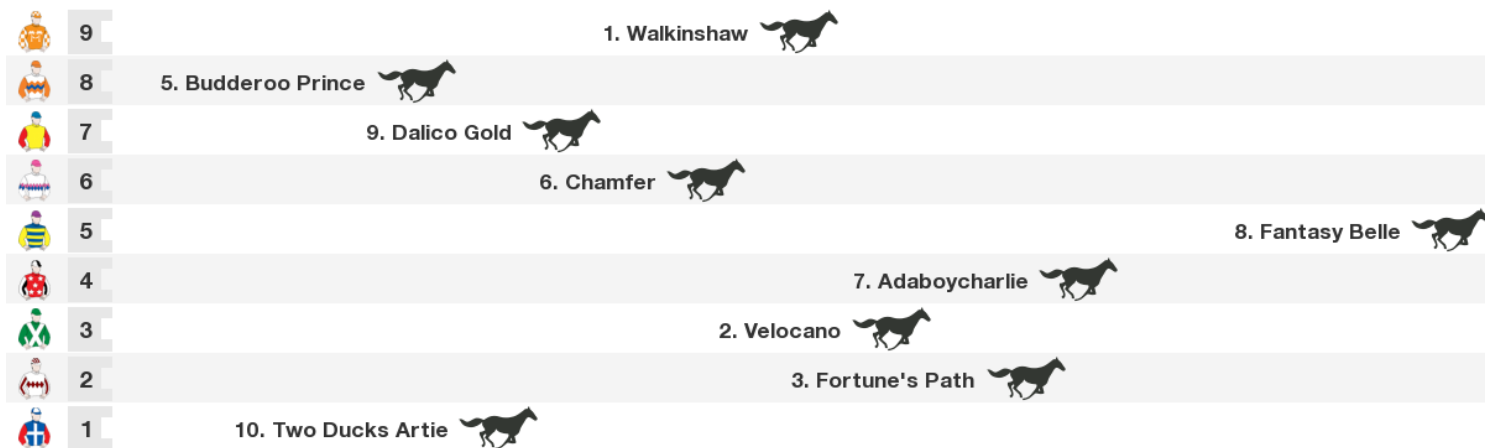 9 1. Walkinshaw
8 5. Budderoo Prince
7 9. Dalico Gold
6 6. Chamfer
5 8. Fantasy Belle
4 7. Adaboycharlie
3 2. Velocano
2 3. Fortune's Path
1 10. Two Ducks Artie